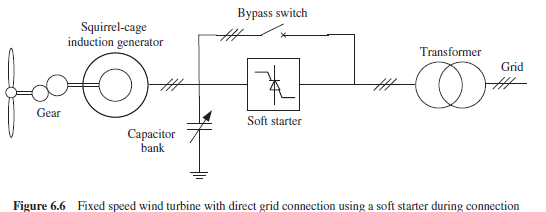 Bypass switch
Squirrel-cage
induction generator
Transformer
Grid
Gear
Soft starter
Capacitor
bank
Figure 6.6 Fixed speed wind turbine with direct grid connection using a soft starter during connection